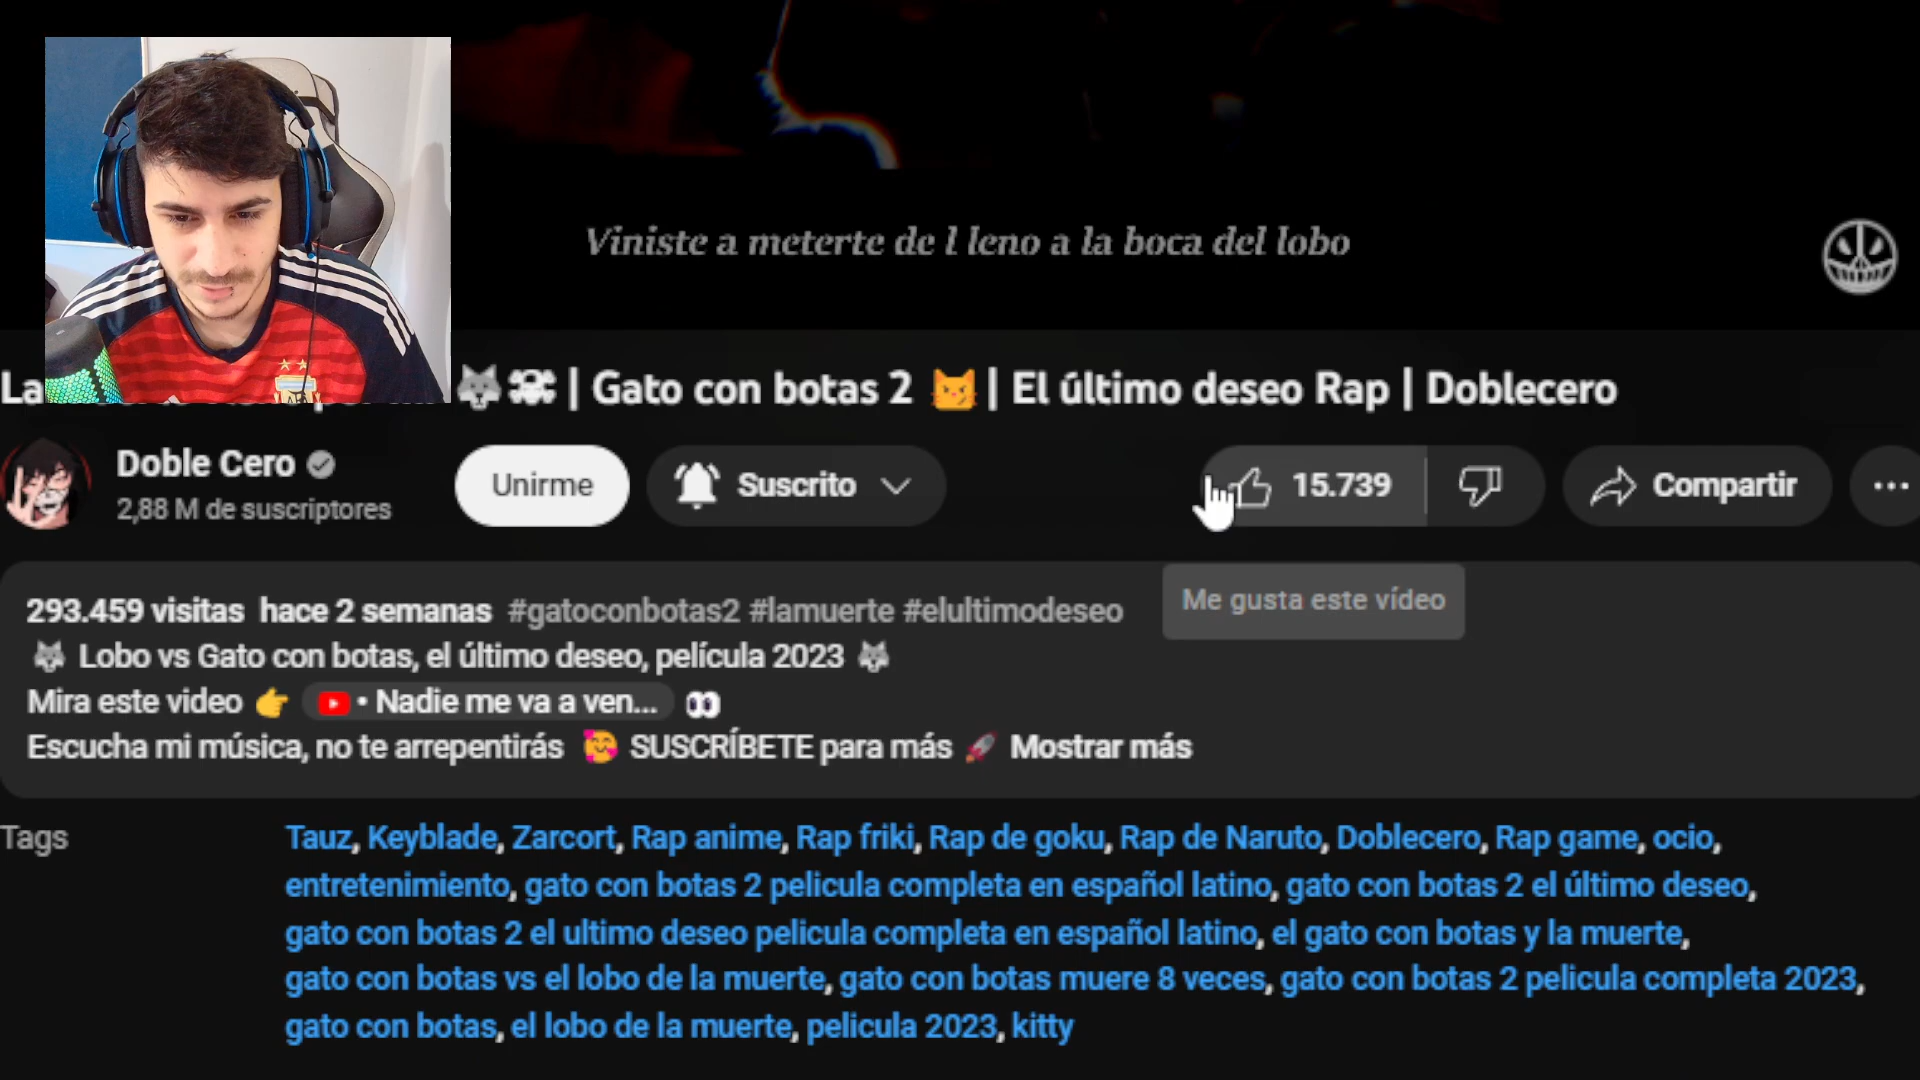 Viniste a meterte de l leno a la boca del lobo
La 🐺☠ | Gato con botas 2 😼 | El último deseo Rap | Doblecero
Doble Cero
2,88 M de suscriptores
Unirme
Suscrito
15.739
Compartir
Me gusta este vídeo
293.459 visitas hace 2 semanas #gatoconbotas2 #lamuerte #elultimodeseo
🐺 Lobo vs Gato con botas, el último deseo, película 2023 🐺
Mira este video 👉 • Nadie me va a ven... 👀
Escucha mi música, no te arrepentirás 🥰 SUSCRÍBETE para más 🚀 Mostrar más
Tags
Tauz, Keyblade, Zarcort, Rap anime, Rap friki, Rap de goku, Rap de Naruto, Doblecero, Rap game, ocio,
entretenimiento, gato con botas 2 pelicula completa en español latino, gato con botas 2 el último deseo,
gato con botas 2 el ultimo deseo pelicula completa en español latino, el gato con botas y la muerte,
gato con botas vs el lobo de la muerte, gato con botas muere 8 veces, gato con botas 2 pelicula completa 2023,
gato con botas, el lobo de la muerte, pelicula 2023, kitty